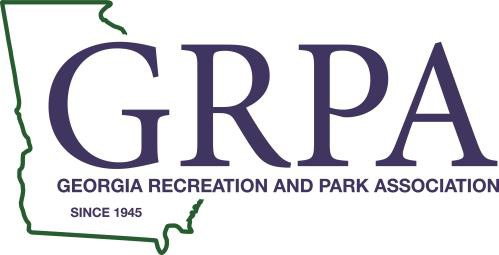 GRPA
GEORGIA RECREATION AND PARK ASSOCIATION
SINCE 1945